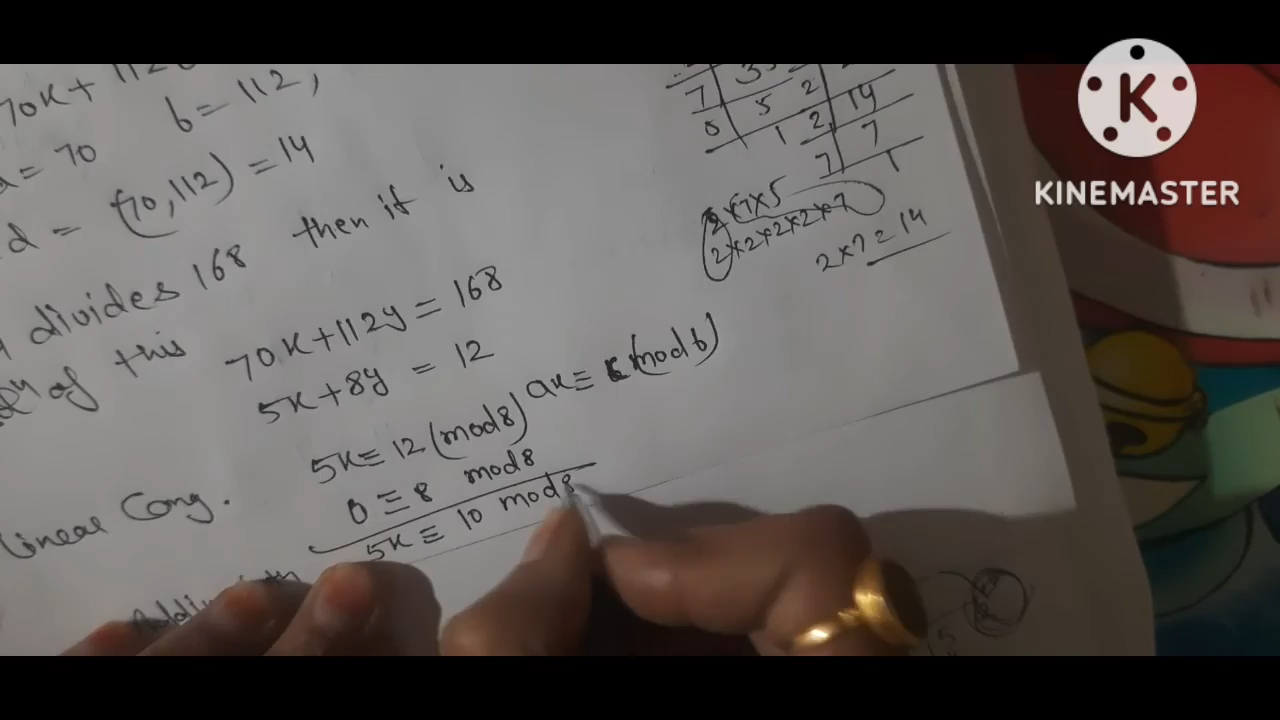 70x + 112
= 70 b = 112,
d = (70,112) = 14
divides 168 then it is
of this
70x+112y = 168
5x+8y = 12
5x ≡ 12 (mod 8) ax ≡ c (mod b)
Linear Cong. 0 ≡ 8 mod 8
5x ≡ 10 mod 8
7 35 2
5 5 2 14
1 2 7
7 1
2×7×5
2×2×2×2×7
2×7 = 14
K
KINEMASTER